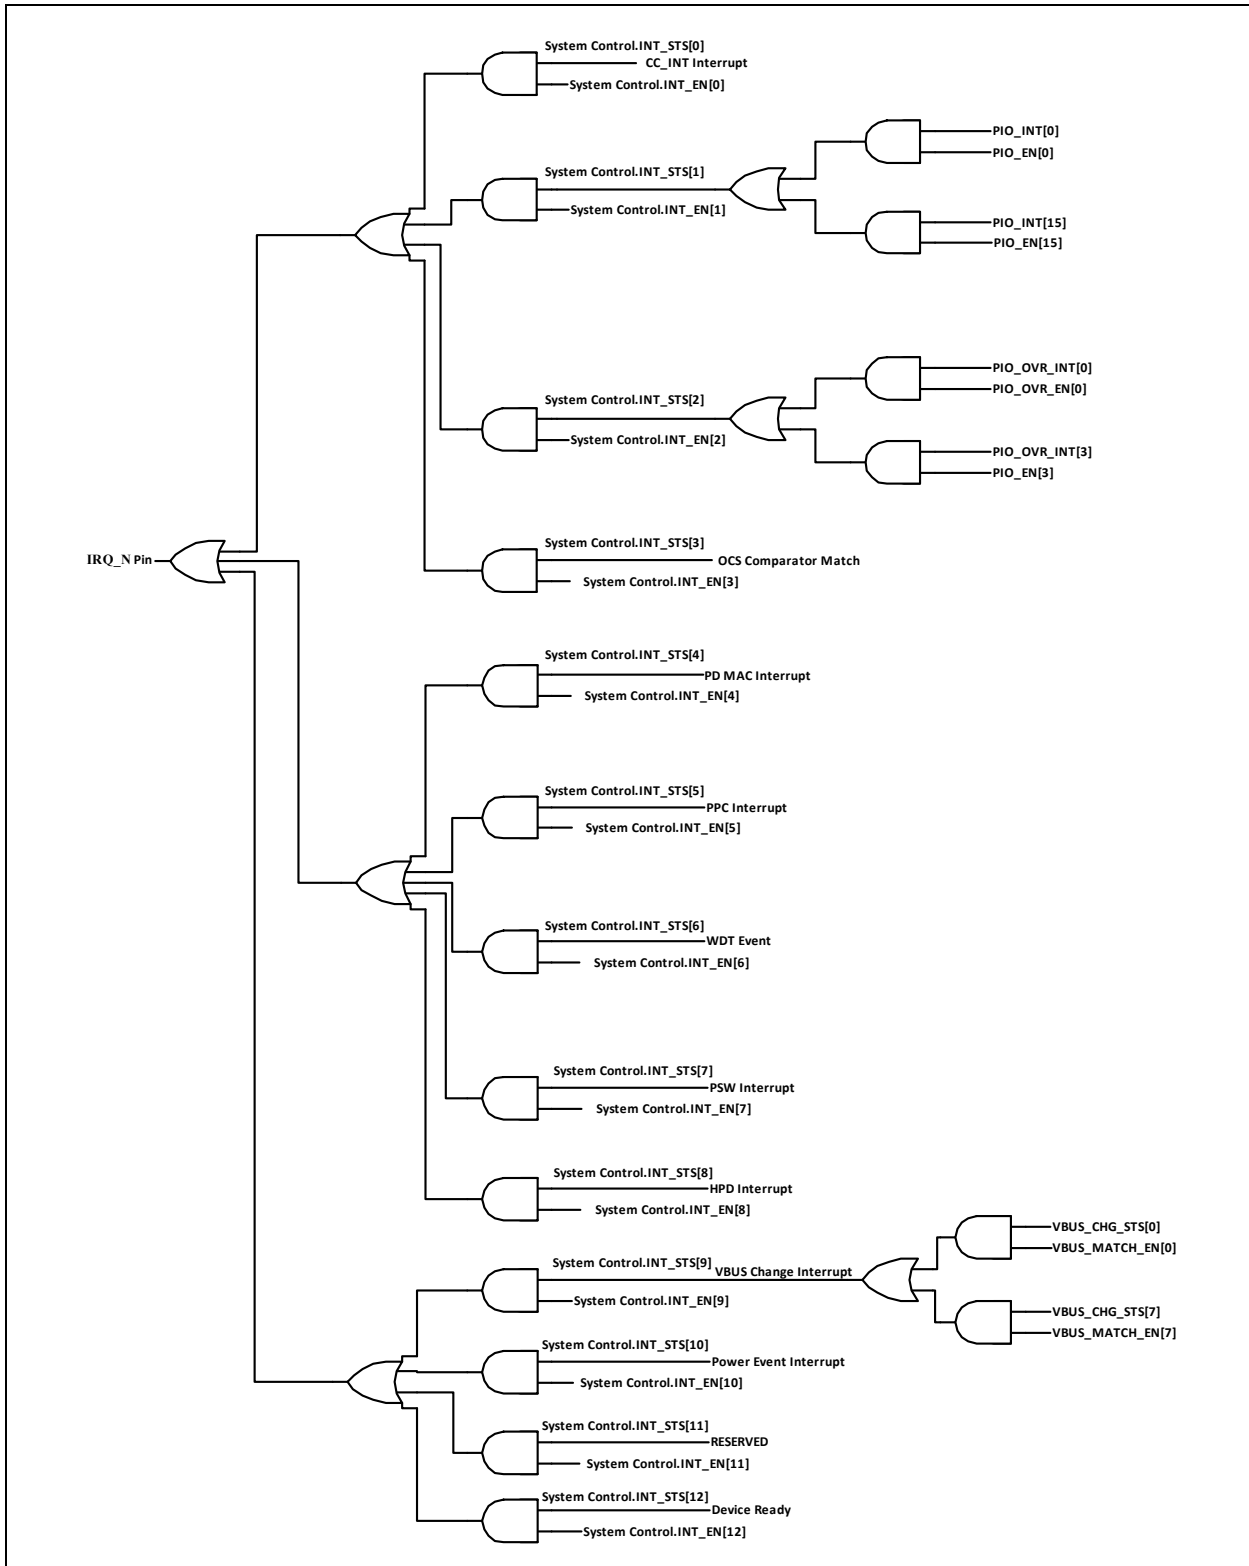 System Control.INT_STS[0]
CC_INT Interrupt
System Control.INT_EN[0]
PIO_INT[0]
PIO_EN[0]
System Control.INT_STS[1]
System Control.INT_EN[1]
PIO_INT[15]
PIO_EN[15]
PIO_OVR_INT[0]
PIO_OVR_EN[0]
System Control.INT_STS[2]
System Control.INT_EN[2]
PIO_OVR_INT[3]
PIO_EN[3]
System Control.INT_STS[3]
OCS Comparator Match
System Control.INT_EN[3]
IRQ_N Pin
System Control.INT_STS[4]
PD MAC Interrupt
System Control.INT_EN[4]
System Control.INT_STS[5]
PPC Interrupt
System Control.INT_EN[5]
System Control.INT_STS[6]
WDT Event
System Control.INT_EN[6]
System Control.INT_STS[7]
PSW Interrupt
System Control.INT_EN[7]
System Control.INT_STS[8]
HPD Interrupt
System Control.INT_EN[8]
VBUS_CHG_STS[0]
VBUS_MATCH_EN[0]
System Control.INT_STS[9]
VBUS Change Interrupt
System Control.INT_EN[9]
VBUS_CHG_STS[7]
VBUS_MATCH_EN[7]
System Control.INT_STS[10]
Power Event Interrupt
System Control.INT_EN[10]
System Control.INT_STS[11]
RESERVED
System Control.INT_EN[11]
System Control.INT_STS[12]
Device Ready
System Control.INT_EN[12]